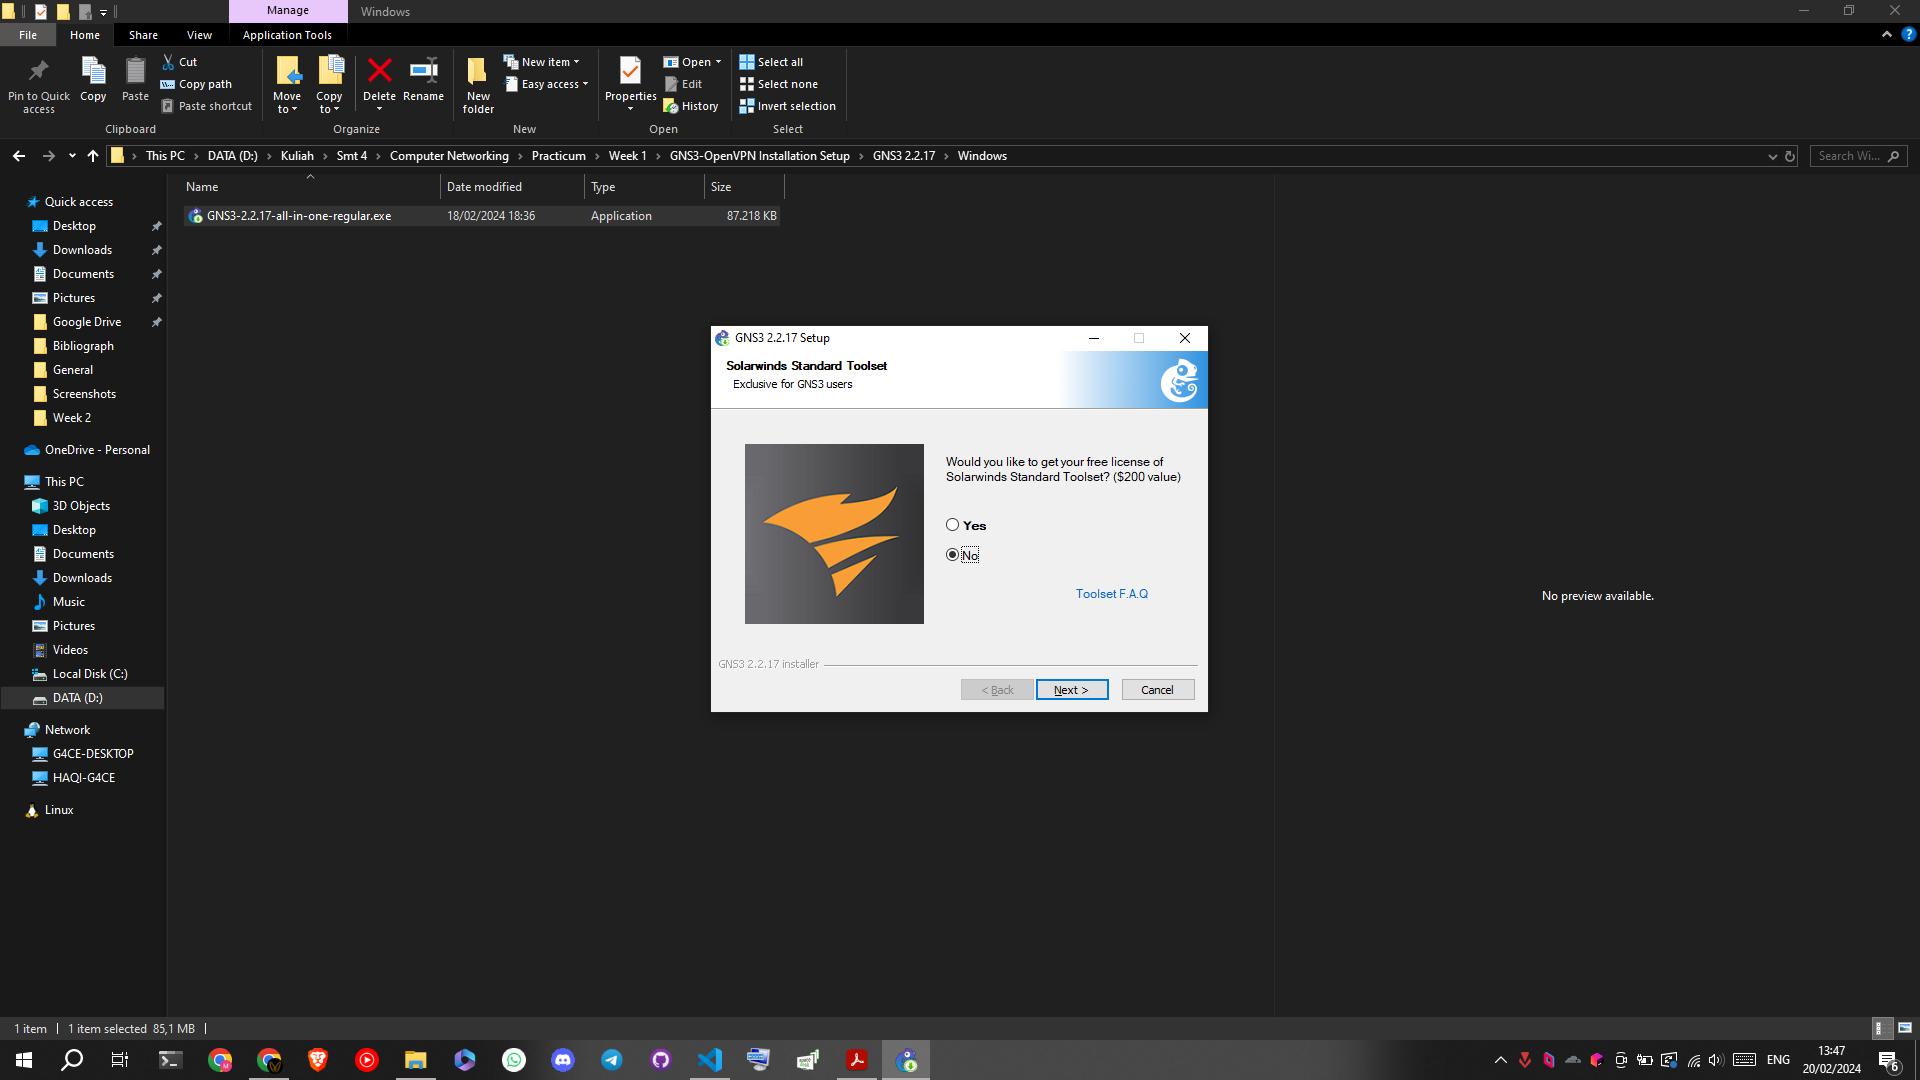 Manage
Windows
File
Home
Share
View
Application Tools
Pin to Quick access
Copy
Paste
Cut
Copy path
Paste shortcut
Clipboard
Move to
Copy to
Delete
Rename
Organize
New folder
New item
Easy access
New
Properties
Open
Edit
History
Open
Select all
Select none
Invert selection
Select
This PC
DATA (D:)
Kuliah
Smt 4
Computer Networking
Practicum
Week 1
GNS3-OpenVPN Installation Setup
GNS3 2.2.17
Windows
Search Wi...
Name
Date modified
Type
Size
GNS3-2.2.17-all-in-one-regular.exe
18/02/2024 18:36
Application
87.218 KB
Quick access
Desktop
Downloads
Documents
Pictures
Google Drive
Bibliograph
General
Screenshots
Week 2
OneDrive - Personal
This PC
3D Objects
Desktop
Documents
Downloads
Music
Pictures
Videos
Local Disk (C:)
DATA (D:)
Network
G4CE-DESKTOP
HAQI-G4CE
Linux
GNS3 2.2.17 Setup
Solarwinds Standard Toolset
Exclusive for GNS3 users
Would you like to get your free license of
Solarwinds Standard Toolset? ($200 value)
Yes
No
Toolset F.A.Q
GNS3 2.2.17 installer
< Back
Next >
Cancel
No preview available.
1 item
1 item selected 85,1 MB
ENG
13:47
20/02/2024
6